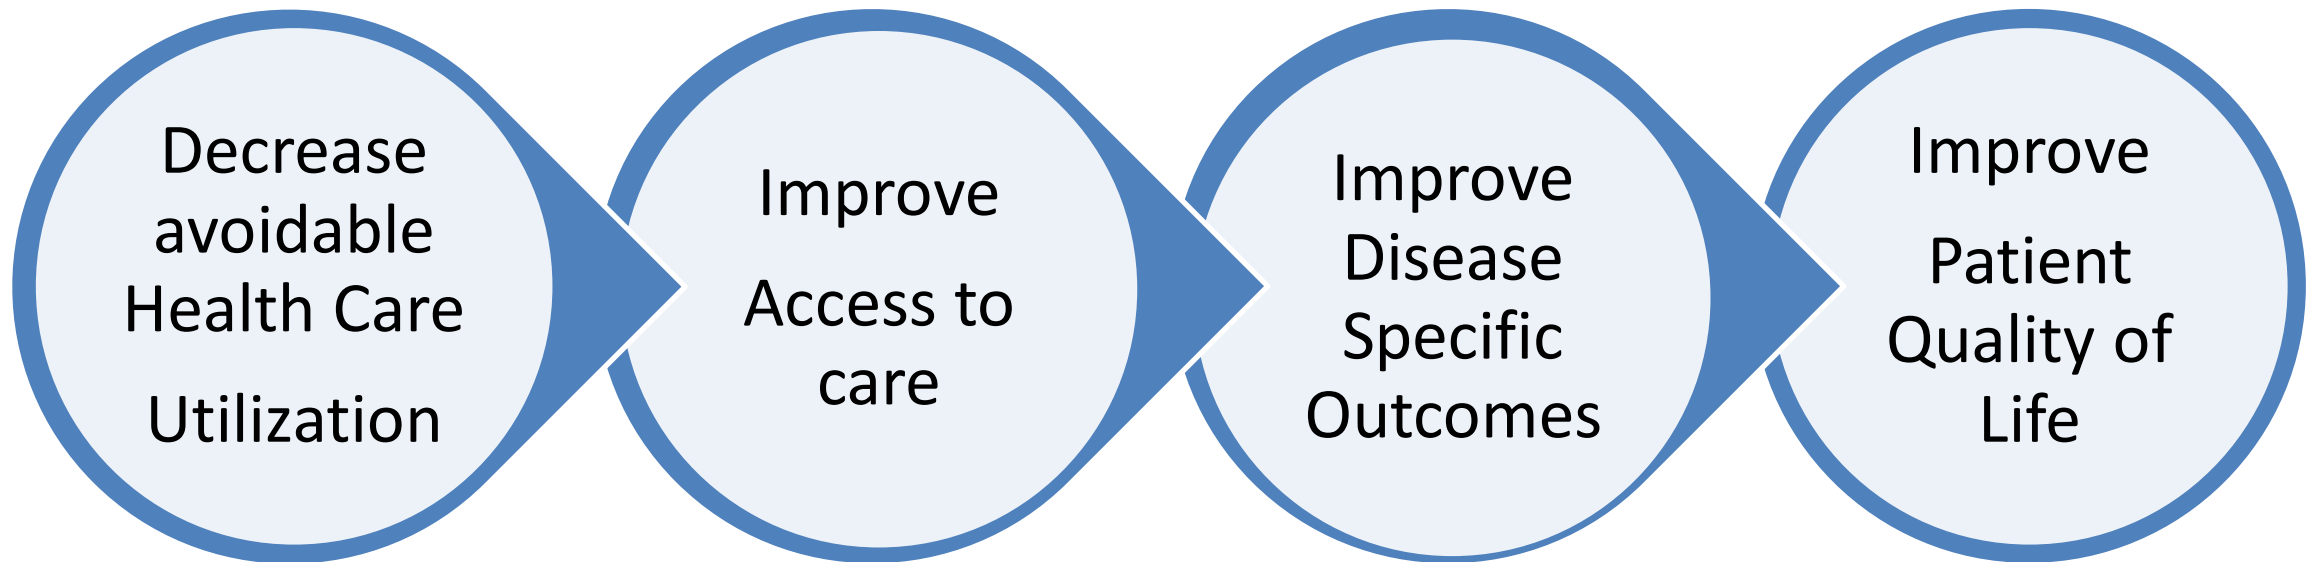 Decrease
avoidable
Health Care
Utilization
Improve
Access to
care
Improve
Disease
Specific
Outcomes
Improve
Patient
Quality of
Life